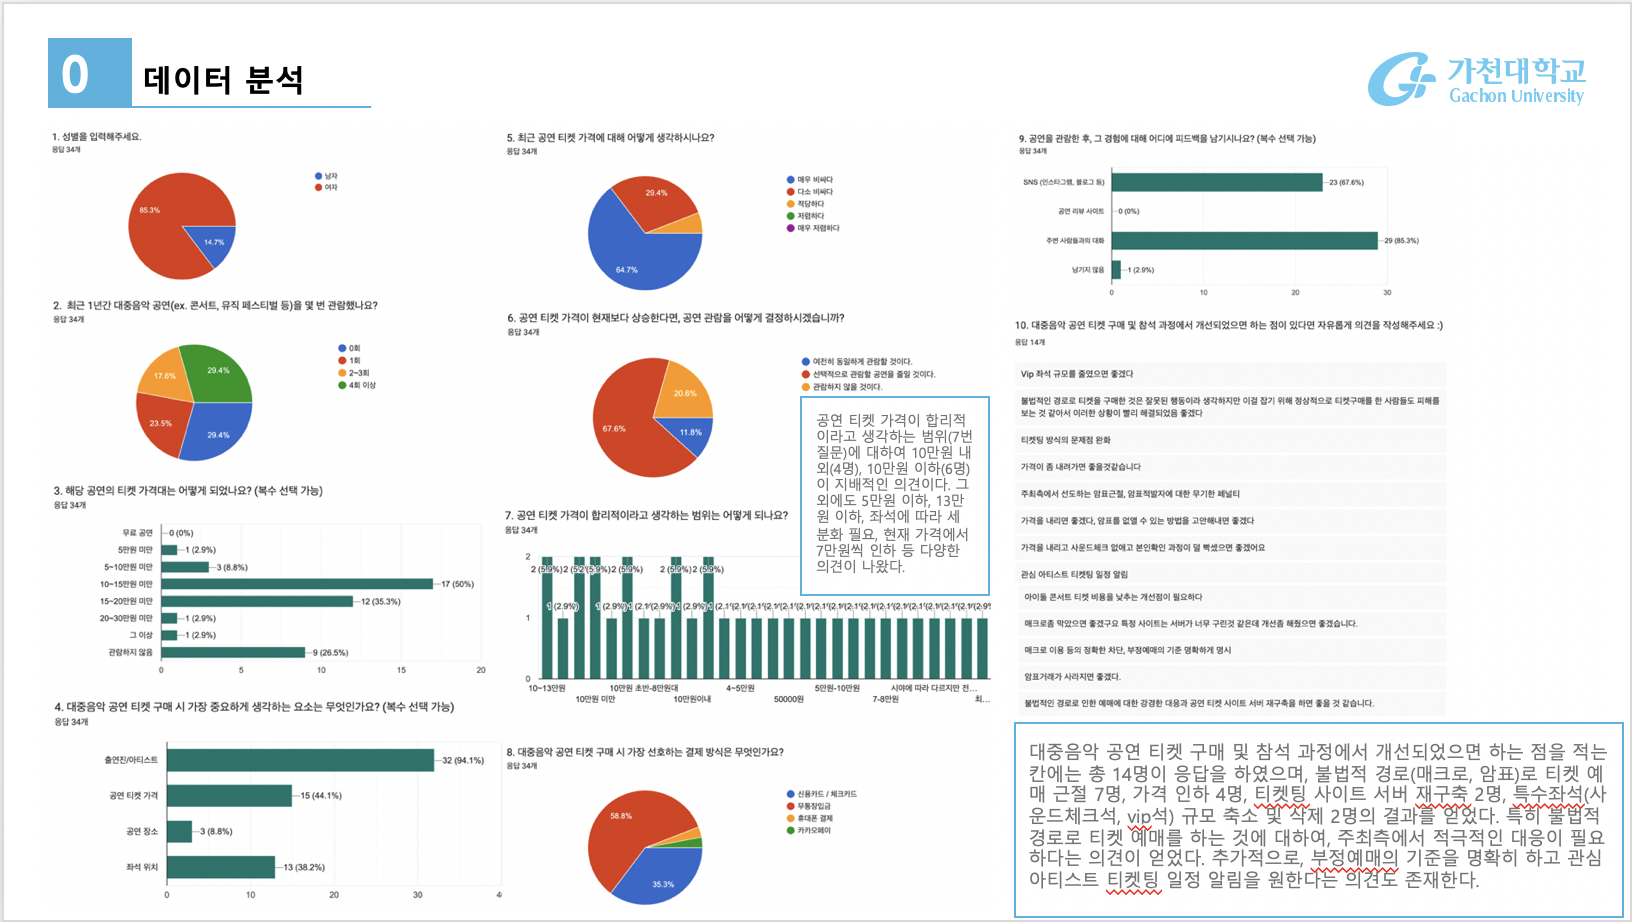 0
데이터 분석
가천대학교
Gachon University
1. 성별을 입력해주세요.
응답 34개
85.3%
14.7%
남자
여자
2. 최근 1년간 대중음악 공연(ex. 콘서트, 뮤직 페스티벌 등)을 몇 번 관람했나요?
응답 34개
29.4%
17.6%
23.5%
29.4%
0회
1회
2~3회
4회 이상
3. 해당 공연의 티켓 가격대는 어떻게 되었나요? (복수 선택 가능)
응답 34개
무료 공연 0 (0%)
5만원 미만 1 (2.9%)
5~10만원 미만 3 (8.8%)
10~15만원 미만 17 (50%)
15~20만원 미만 12 (35.3%)
20~30만원 미만 1 (2.9%)
그 이상 1 (2.9%)
관람하지 않음 9 (26.5%)
0 5 10 15 20
4. 대중음악 공연 티켓 구매 시 가장 중요하게 생각하는 요소는 무엇인가요? (복수 선택 가능)
응답 34개
출연진/아티스트 32 (94.1%)
공연 티켓 가격 15 (44.1%)
공연 장소 3 (8.8%)
좌석 위치 13 (38.2%)
0 10 20 30
5. 최근 공연 티켓 가격에 대해 어떻게 생각하시나요?
응답 34개
29.4%
64.7%
매우 비싸다
다소 비싸다
적당하다
저렴하다
매우 저렴하다
6. 공연 티켓 가격이 현재보다 상승한다면, 공연 관람을 어떻게 결정하시겠습니까?
응답 34개
20.6%
67.6%
11.8%
여전히 동일하게 관람할 것이다.
선택적으로 관람할 공연을 줄일 것이다.
관람하지 않을 것이다.
공연 티켓 가격이 합리적
이라고 생각하는 범위(7번
질문)에 대하여 10만원 내
외(4명), 10만원 이하(6명)
이 지배적인 의견이다. 그
외에도 5만원 이하, 13만
원 이하, 좌석에 따라 세
분화 필요, 현재 가격에서
7만원씩 인하 등 다양한
의견이 나왔다.
7. 공연 티켓 가격이 합리적이라고 생각하는 범위는 어떻게 되나요?
응답 34개
2
1
0
10~13만원 10만원 초반-8만원대 4~5만원 5만원-10만원 시야에 따라 다르지만 전…
10만원 미만 10만원이내 50000원 7-8만원 최…
8. 대중음악 공연 티켓 구매 시 가장 선호하는 결제 방식은 무엇인가요?
응답 34개
58.8%
35.3%
신용카드 / 체크카드
무통장입금
휴대폰 결제
카카오페이
9. 공연을 관람한 후, 그 경험에 대해 어디에 피드백을 남기시나요? (복수 선택 가능)
응답 34개
SNS (인스타그램, 블로그 등) 23 (67.6%)
공연 리뷰 사이트 0 (0%)
주변 사람들과의 대화 29 (85.3%)
남기지 않음 1 (2.9%)
0 10 20 30
10. 대중음악 공연 티켓 구매 및 참석 과정에서 개선되었으면 하는 점이 있다면 자유롭게 의견을 작성해주세요 :)
응답 14개
Vip 좌석 규모를 줄였으면 좋겠다
불법적인 경로로 티켓을 구매한 것은 잘못된 행동이라 생각하지만 이걸 잡기 위해 정상적으로 티켓구매를 한 사람들도 피해를
보는 것 같아서 이러한 상황이 빨리 해결되었음 좋겠다
티켓팅 방식의 문제점 완화
가격이 좀 내려가면 좋을것같습니다
주최측에서 선도하는 암표근절, 암표적발자에 대한 무기한 페널티
가격을 내리면 좋겠다, 암표를 없앨 수 있는 방법을 고안해내면 좋겠다
가격을 내리고 사운드체크 없애고 본인확인 과정이 덜 빡셌으면 좋겠어요
관심 아티스트 티켓팅 일정 알림
아이돌 콘서트 티켓 비용을 낮추는 개선점이 필요하다
매크로좀 막았으면 좋겠구요 특정 사이트는 서버가 너무 구린것 같은데 개선좀 해줬으면 좋겠습니다.
매크로 이용 등의 정확한 차단, 부정예매의 기준 명확하게 명시
암표거래가 사라지면 좋겠다.
불법적인 경로로 인한 예매에 대한 강경한 대응과 공연 티켓 사이트 서버 재구축을 하면 좋을 것 같습니다.
대중음악 공연 티켓 구매 및 참석 과정에서 개선되었으면 하는 점을 적는
칸에는 총 14명이 응답을 하였으며, 불법적 경로(매크로, 암표)로 티켓 예
매 근절 7명, 가격 인하 4명, 티켓팅 사이트 서버 재구축 2명, 특수좌석(사
운드체크석, vip석) 규모 축소 및 삭제 2명의 결과를 얻었다. 특히 불법적
경로로 티켓 예매를 하는 것에 대하여, 주최측에서 적극적인 대응이 필요
하다는 의견이 얻었다. 추가적으로, 부정예매의 기준을 명확히 하고 관심
아티스트 티켓팅 일정 알림을 원한다는 의견도 존재한다.